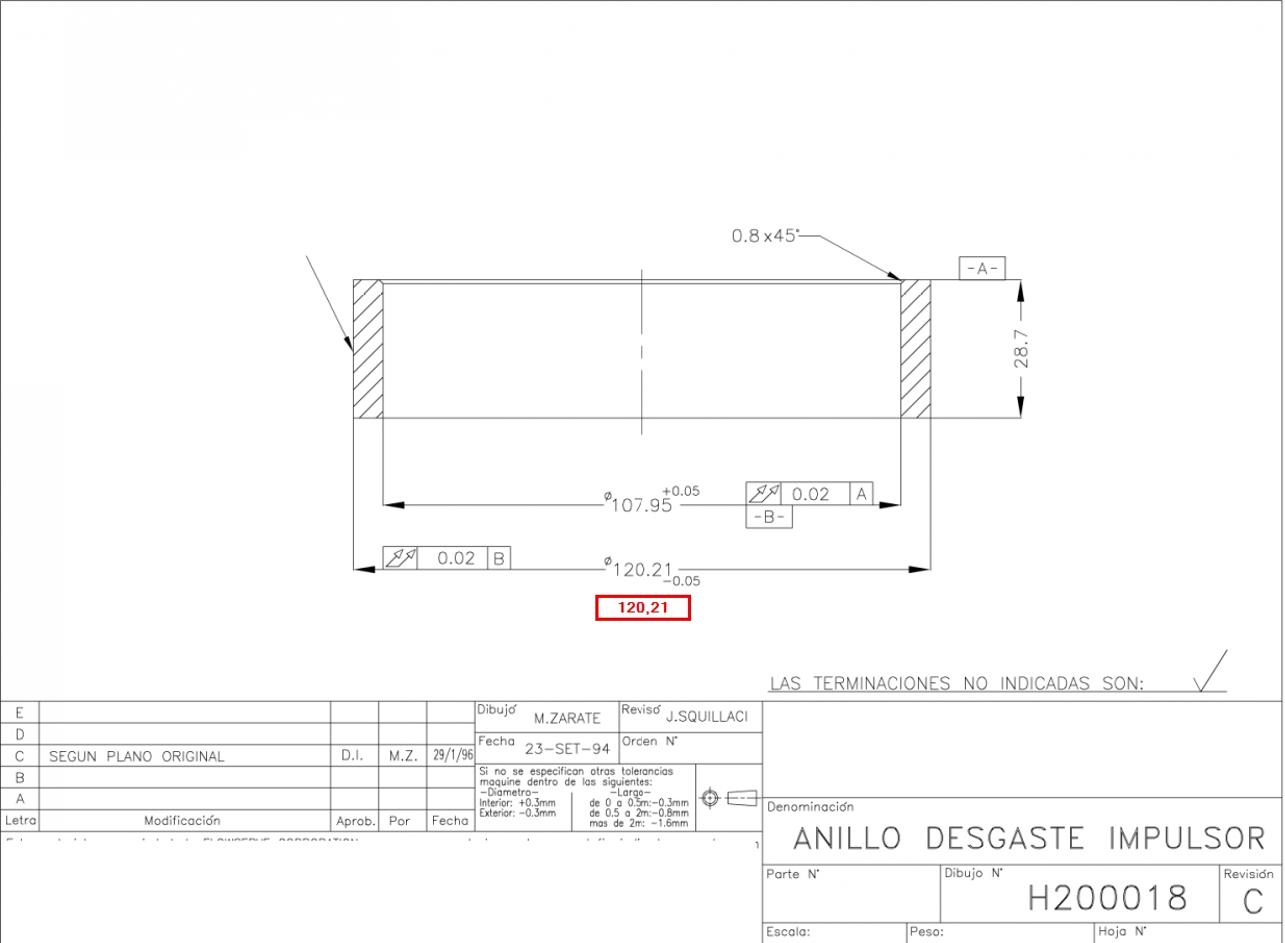 0.8x45°
-A-
28.7
⌀107.95 +0.05
0.02 A
-B-
0.02 B
⌀120.21 -0.05
120,21
LAS TERMINACIONES NO INDICADAS SON:
E
D
C SEGUN PLANO ORIGINAL D.I. M.Z. 29/1/96
B
A
Letra Modificación Aprob. Por Fecha
Dibujó M.ZARATE Revisó J.SQUILLACI
Fecha 23-SET-94 Orden N°
Si no se especifican otras tolerancias
maquine dentro de las siguientes:
-Diametro- -Largo-
Interior: +0.3mm de 0 a 0.5m:-0.3mm
Exterior: -0.3mm de 0.5 a 2m:-0.8mm
mas de 2m: -1.6mm
Denominación
ANILLO DESGASTE IMPULSOR
Parte N° Dibujo N° H200018 Revisión C
Escala: Peso: Hoja N°